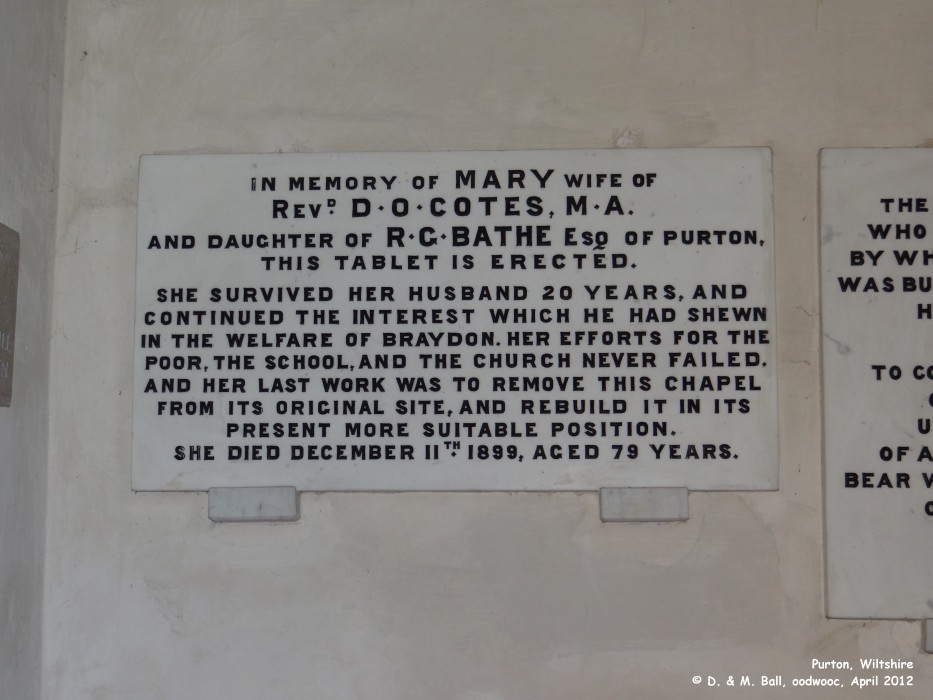 IN MEMORY OF MARY WIFE OF
REVD. D·O·COTES, M·A.
AND DAUGHTER OF R·G·BATHE ESQ OF PURTON,
THIS TABLET IS ERECTED.
SHE SURVIVED HER HUSBAND 20 YEARS, AND
CONTINUED THE INTEREST WHICH HE HAD SHEWN
IN THE WELFARE OF BRAYDON. HER EFFORTS FOR THE
POOR, THE SCHOOL, AND THE CHURCH NEVER FAILED.
AND HER LAST WORK WAS TO REMOVE THIS CHAPEL
FROM ITS ORIGINAL SITE, AND REBUILD IT IN ITS
PRESENT MORE SUITABLE POSITION.
SHE DIED DECEMBER 11TH. 1899, AGED 79 YEARS.
THE
WHO
BY WH
WAS BU
H
TO CO
U
OF A
BEAR
Purton, Wiltshire
© D. & M. Ball, oodwooc, April 2012